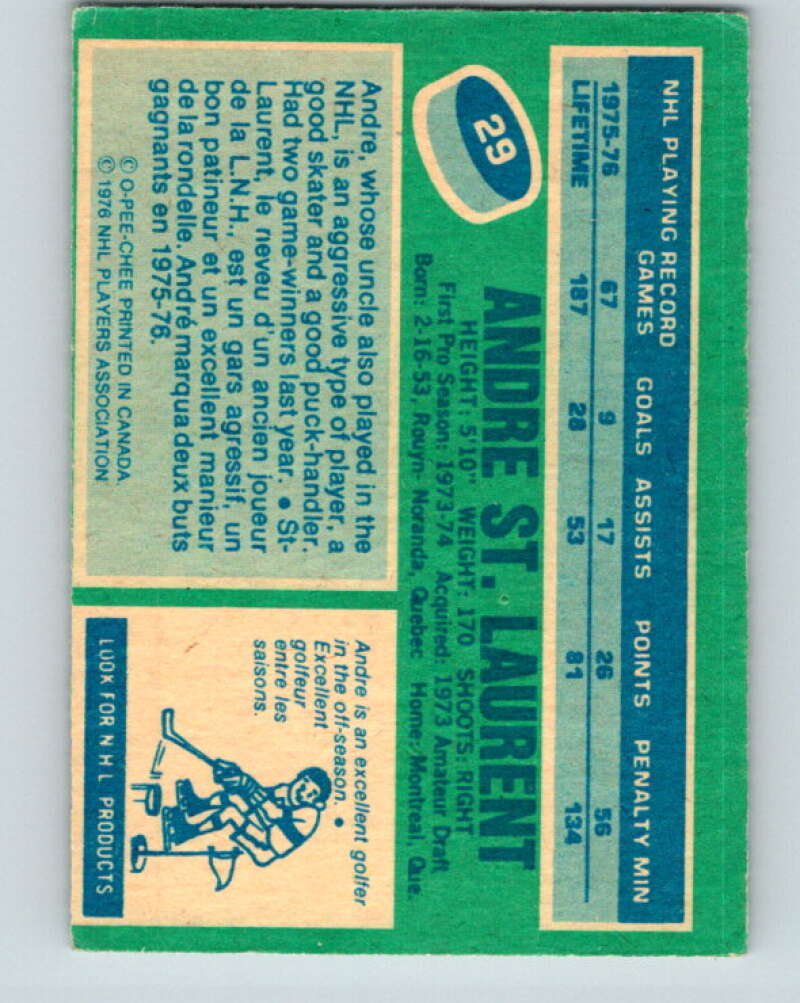 NHL PLAYING RECORD
GAMES GOALS ASSISTS POINTS PENALTY MIN
1975-76 67 9 17 26 56
LIFETIME 187 28 53 81 134
29
ANDRE ST. LAURENT
HEIGHT: 5'10" WEIGHT: 170 SHOOTS: RIGHT
First Pro Season: 1973-74 Acquired: 1973 Amateur Draft
Born: 2-16-53, Rouyn-Noranda, Quebec Home: Montreal, Que.
Andre, whose uncle also played in the
NHL, is an aggressive type of player, a
good skater and a good puck-handler.
Had two game-winners last year. • St-
Laurent, le neveu d'un ancien joueur
de la L.N.H., est un gars agressif, un
bon patineur et un excellent manieur
de la rondelle. André marqua deux buts
gagnants en 1975-76.
© O-PEE-CHEE PRINTED IN CANADA.
© 1976 NHL PLAYERS ASSOCIATION
Andre is an excellent golfer
in the off-season. •
Excellent
golfeur
entre les
saisons.
LOOK FOR NHL PRODUCTS